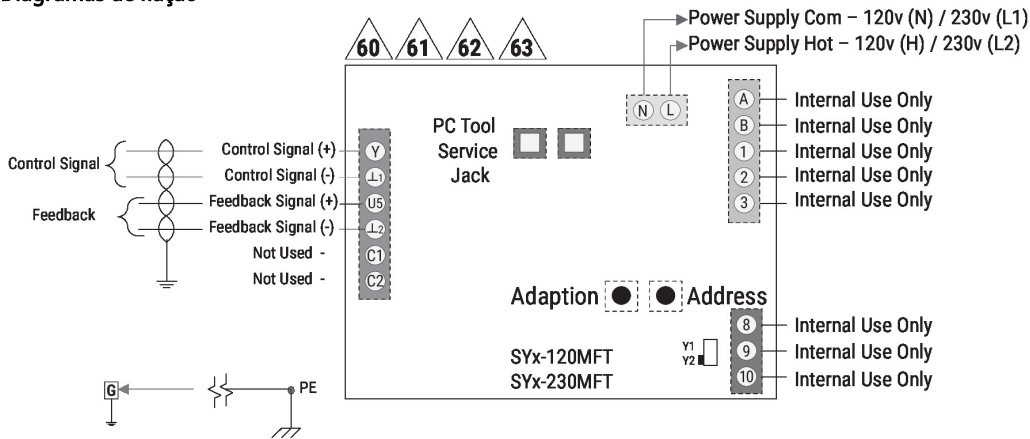 Diagramas de fiação
Power Supply Com – 120v (N) / 230v (L1)
Power Supply Hot – 120v (H) / 230v (L2)
60 61 62 63
N L
PC Tool
Service
Jack
A Internal Use Only
B Internal Use Only
1 Internal Use Only
2 Internal Use Only
3 Internal Use Only
Control Signal
Feedback
Control Signal (+) Y
Control Signal (-) ⊥1
Feedback Signal (+) U5
Feedback Signal (-) ⊥2
Not Used - C1
Not Used - C2
Adaption Address
SYx-120MFT
SYx-230MFT
Y1
Y2
8 Internal Use Only
9 Internal Use Only
10 Internal Use Only
G PE